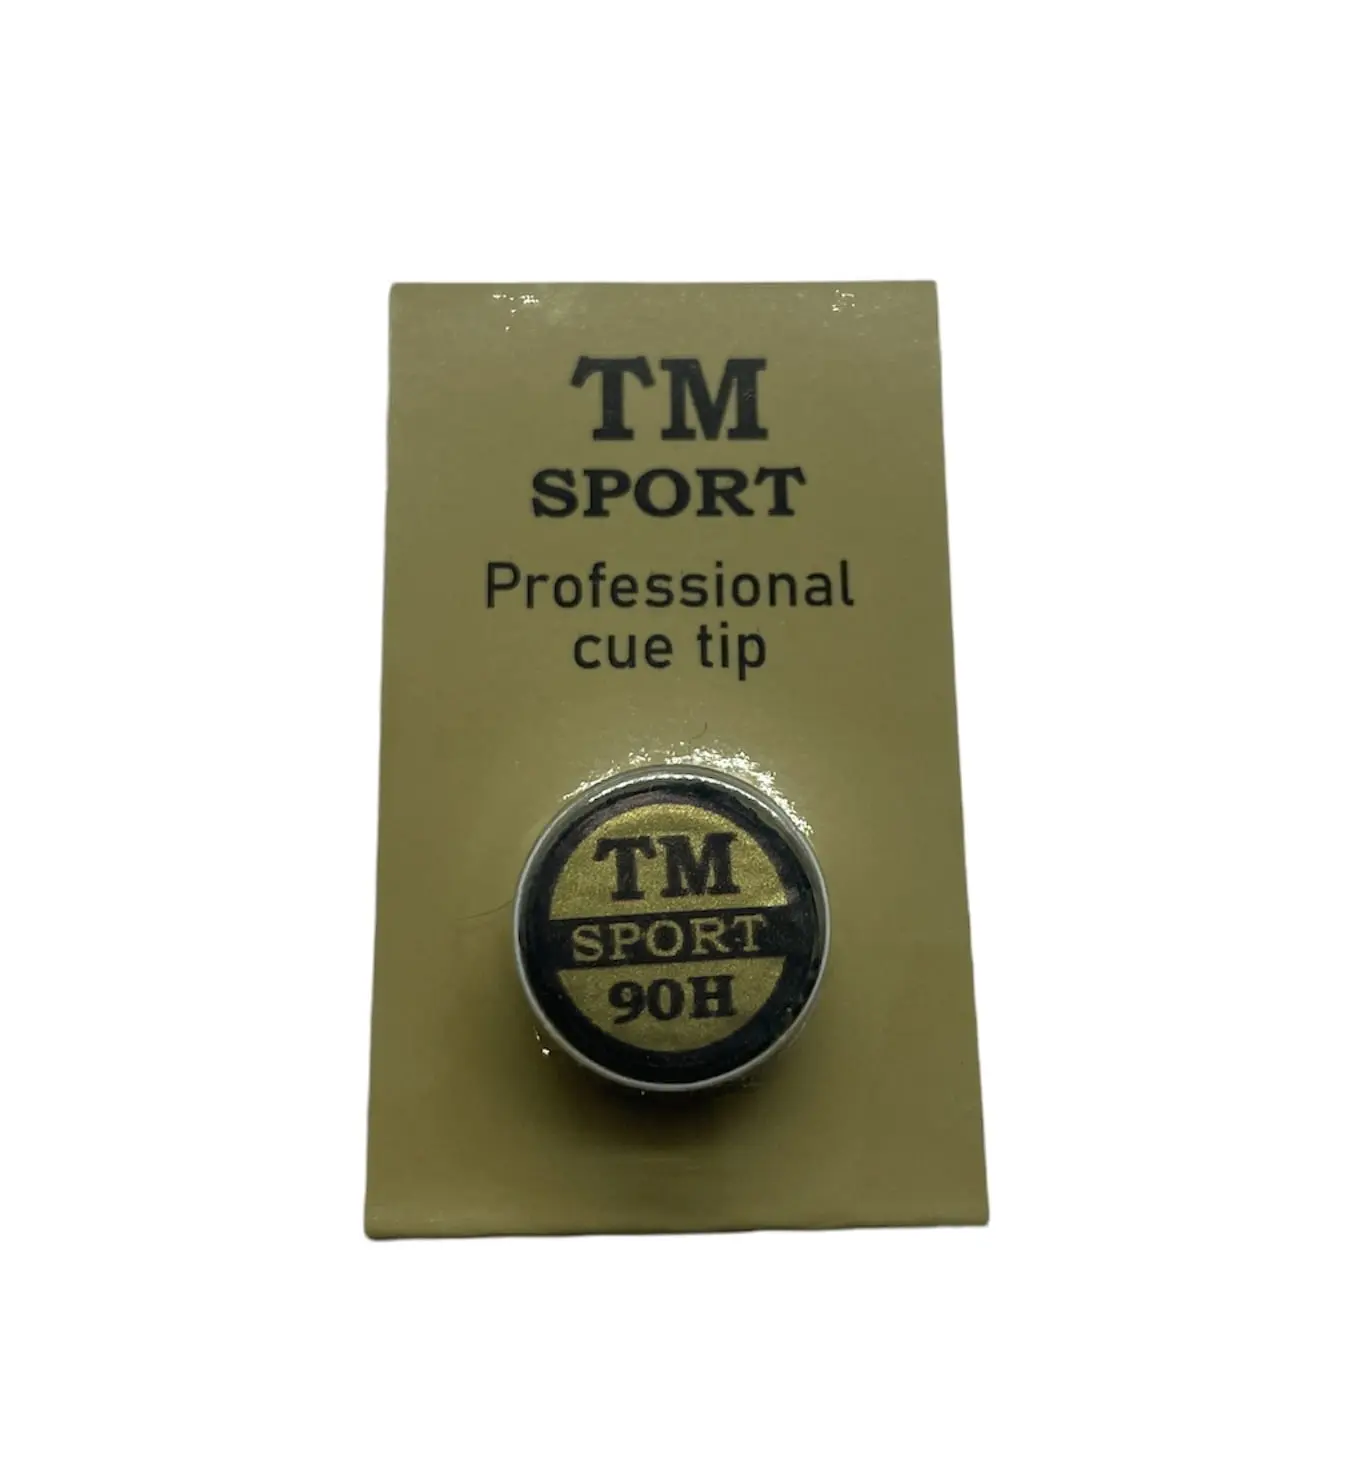 TM
SPORT
Professional
cue tip
TM
SPORT
90H